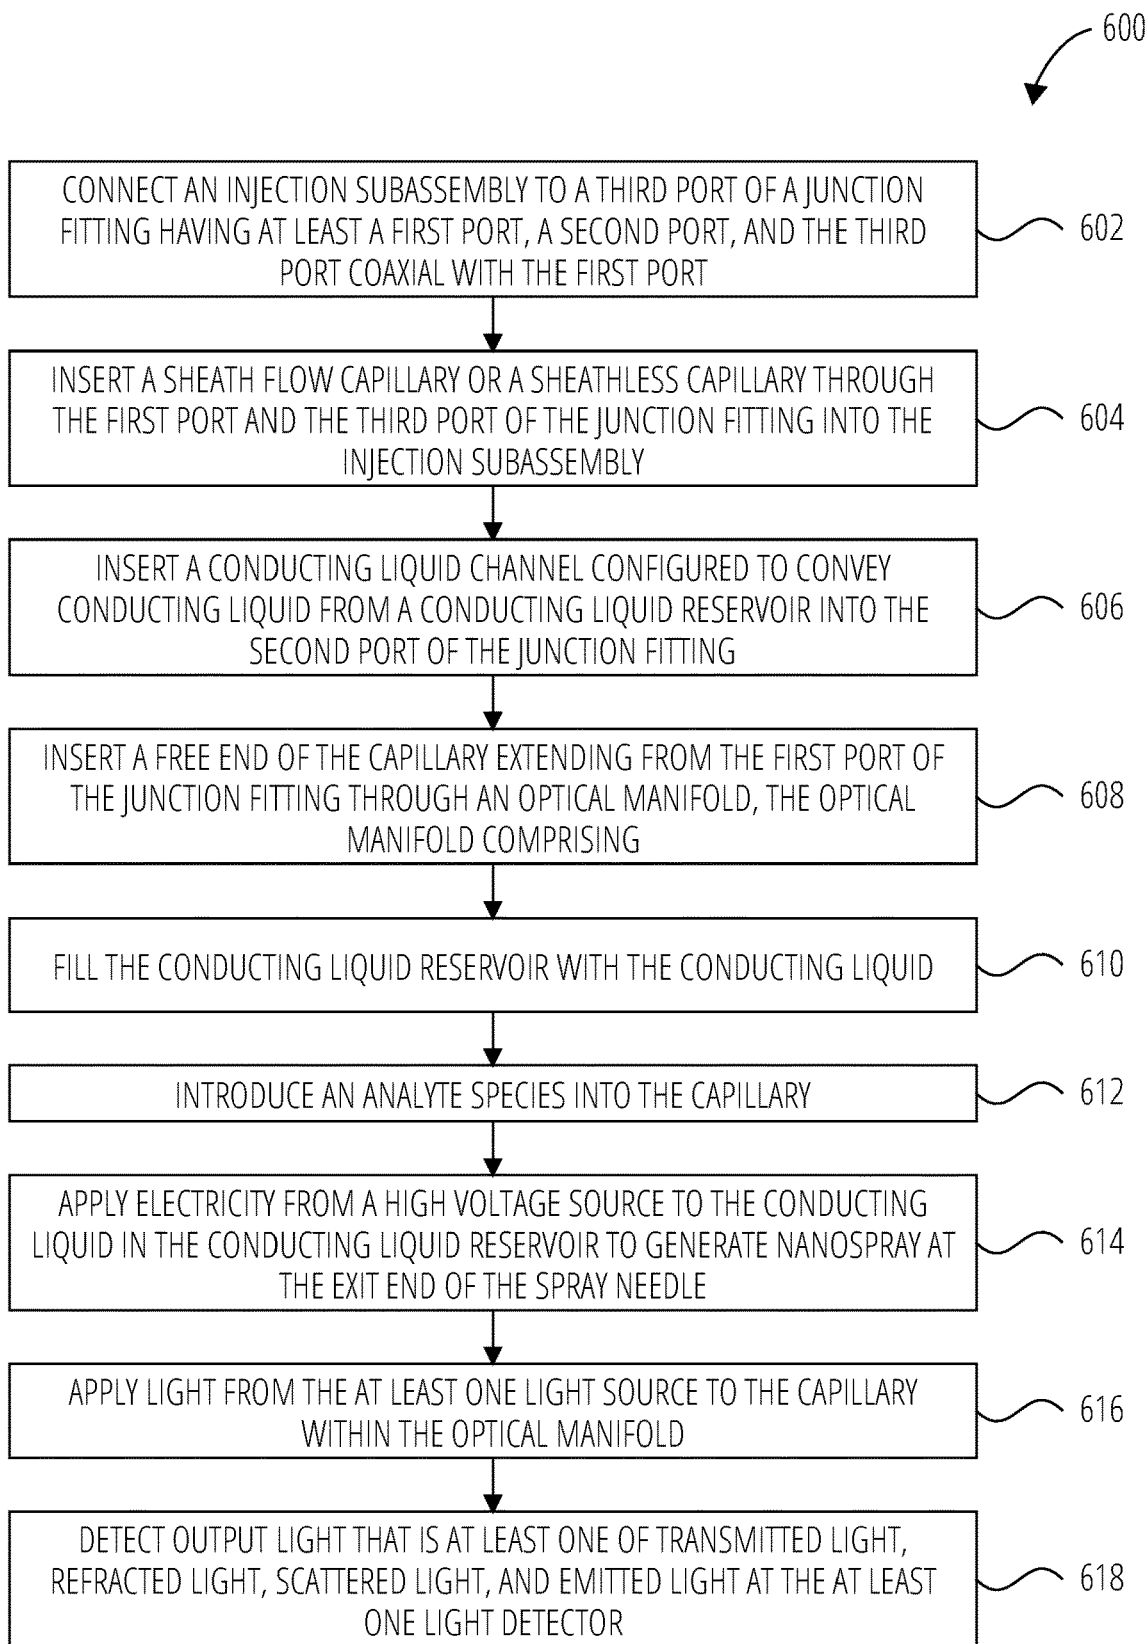 600
CONNECT AN INJECTION SUBASSEMBLY TO A THIRD PORT OF A JUNCTION
FITTING HAVING AT LEAST A FIRST PORT, A SECOND PORT, AND THE THIRD
PORT COAXIAL WITH THE FIRST PORT
602
INSERT A SHEATH FLOW CAPILLARY OR A SHEATHLESS CAPILLARY THROUGH
THE FIRST PORT AND THE THIRD PORT OF THE JUNCTION FITTING INTO THE
INJECTION SUBASSEMBLY
604
INSERT A CONDUCTING LIQUID CHANNEL CONFIGURED TO CONVEY
CONDUCTING LIQUID FROM A CONDUCTING LIQUID RESERVOIR INTO THE
SECOND PORT OF THE JUNCTION FITTING
606
INSERT A FREE END OF THE CAPILLARY EXTENDING FROM THE FIRST PORT OF
THE JUNCTION FITTING THROUGH AN OPTICAL MANIFOLD, THE OPTICAL
MANIFOLD COMPRISING
608
FILL THE CONDUCTING LIQUID RESERVOIR WITH THE CONDUCTING LIQUID
610
INTRODUCE AN ANALYTE SPECIES INTO THE CAPILLARY
612
APPLY ELECTRICITY FROM A HIGH VOLTAGE SOURCE TO THE CONDUCTING
LIQUID IN THE CONDUCTING LIQUID RESERVOIR TO GENERATE NANOSPRAY AT
THE EXIT END OF THE SPRAY NEEDLE
614
APPLY LIGHT FROM THE AT LEAST ONE LIGHT SOURCE TO THE CAPILLARY
WITHIN THE OPTICAL MANIFOLD
616
DETECT OUTPUT LIGHT THAT IS AT LEAST ONE OF TRANSMITTED LIGHT,
REFRACTED LIGHT, SCATTERED LIGHT, AND EMITTED LIGHT AT THE AT LEAST
ONE LIGHT DETECTOR
618